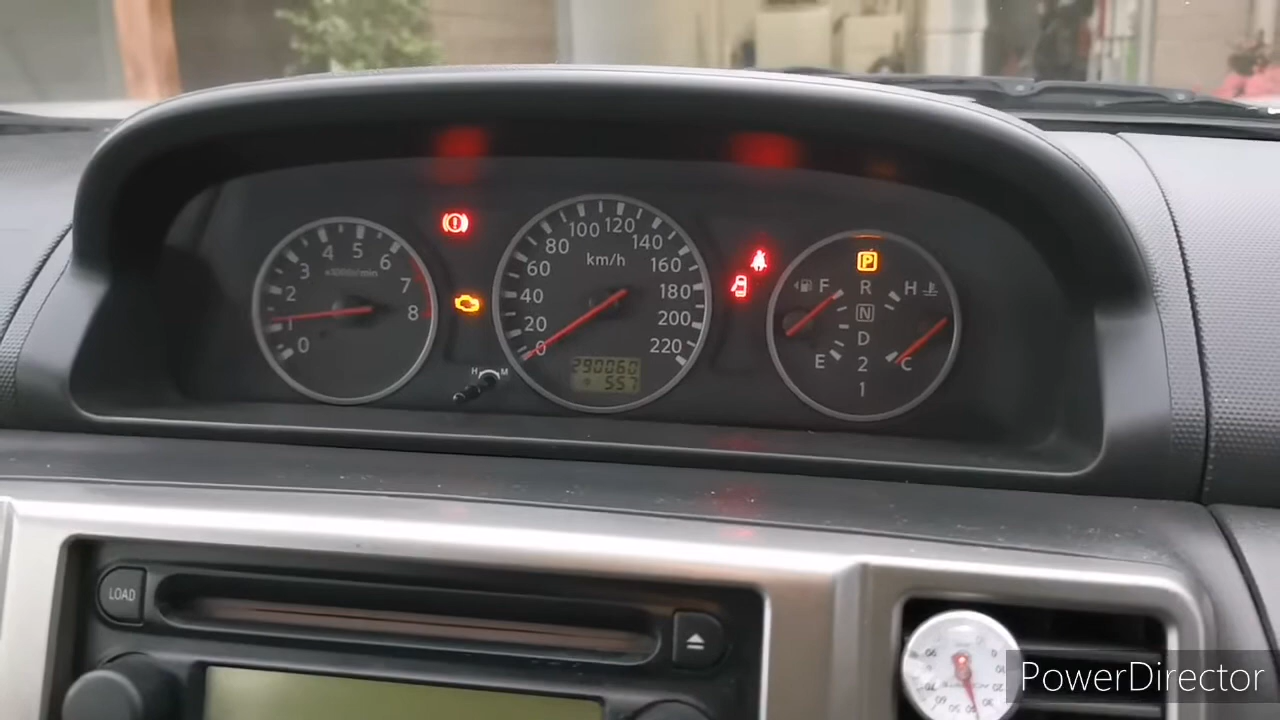 0 1 2 3 4 5 6 7 8
x1000r/min
H M
0 20 40 60 80 100 120 140 160 180 200 220
km/h
290060
557
P
R
N
D
2
1
F
E
H
C
LOAD
PowerDirector